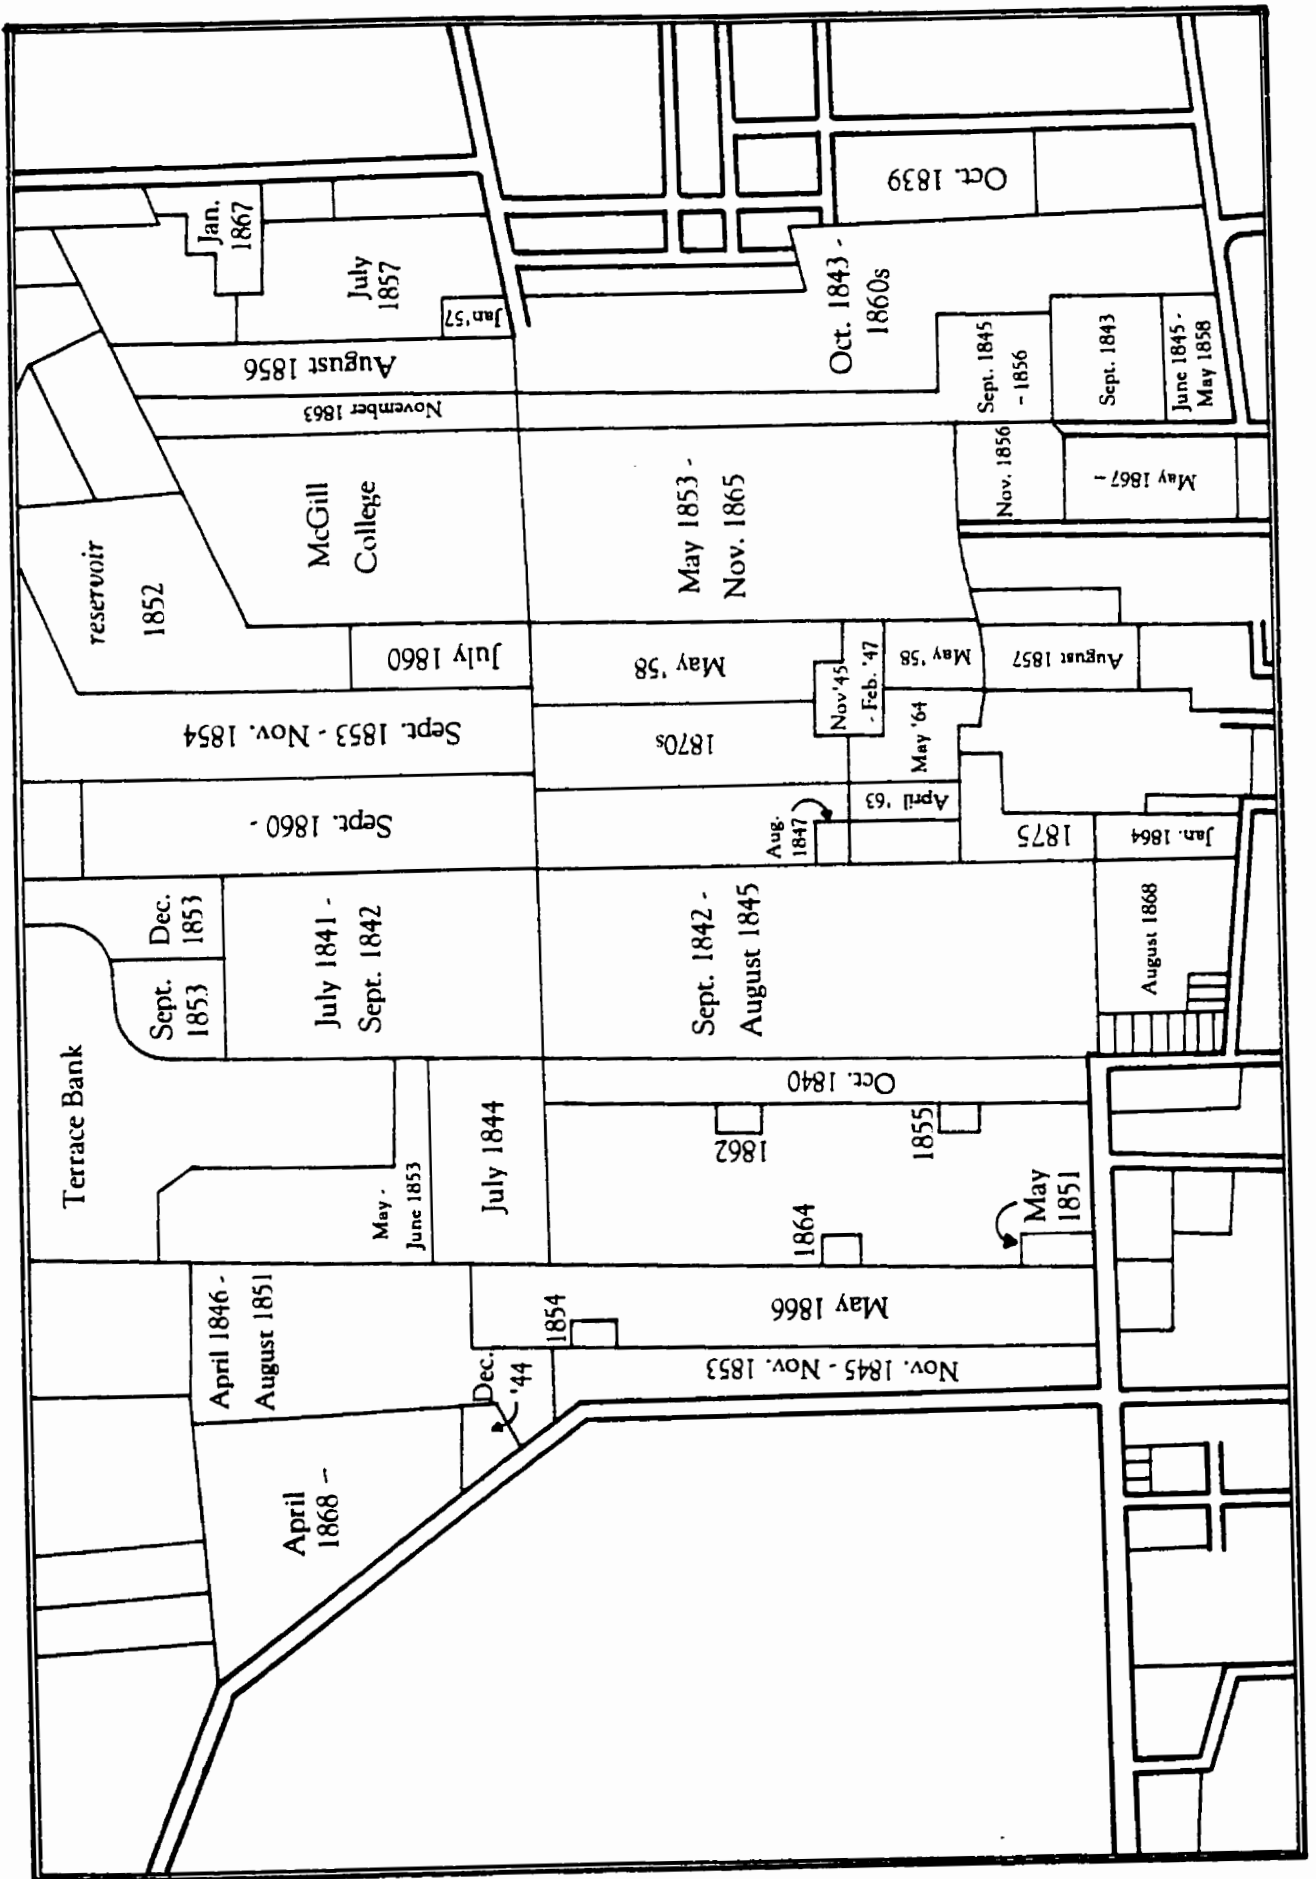 Oct. 1839
Jan.
1867
July
1857
Jan '57
Oct. 1843 -
1860s
August 1856
Sept. 1845
- 1856
Sept. 1843
June 1845 -
May 1858
November 1863
McGill
College
May 1853 -
Nov. 1865
Nov. 1856
May 1867 –
reservoir
1852
July 1860
May '58
Nov '45
- Feb. '47
May '58
August 1857
Sept. 1853 - Nov. 1854
1870s
May '64
Sept. 1860 -
April '63
Aug.
1847
1875
Jan. 1864
Dec.
1853
Sept.
1853
July 1841 -
Sept. 1842
Sept. 1842 -
August 1845
August 1868
Terrace Bank
Oct. 1840
May -
June 1853
July 1844
1862
1855
1864
May
1851
April 1846 -
August 1851
1854
May 1866
Dec.
'44
Nov. 1845 - Nov. 1853
April
1868 –